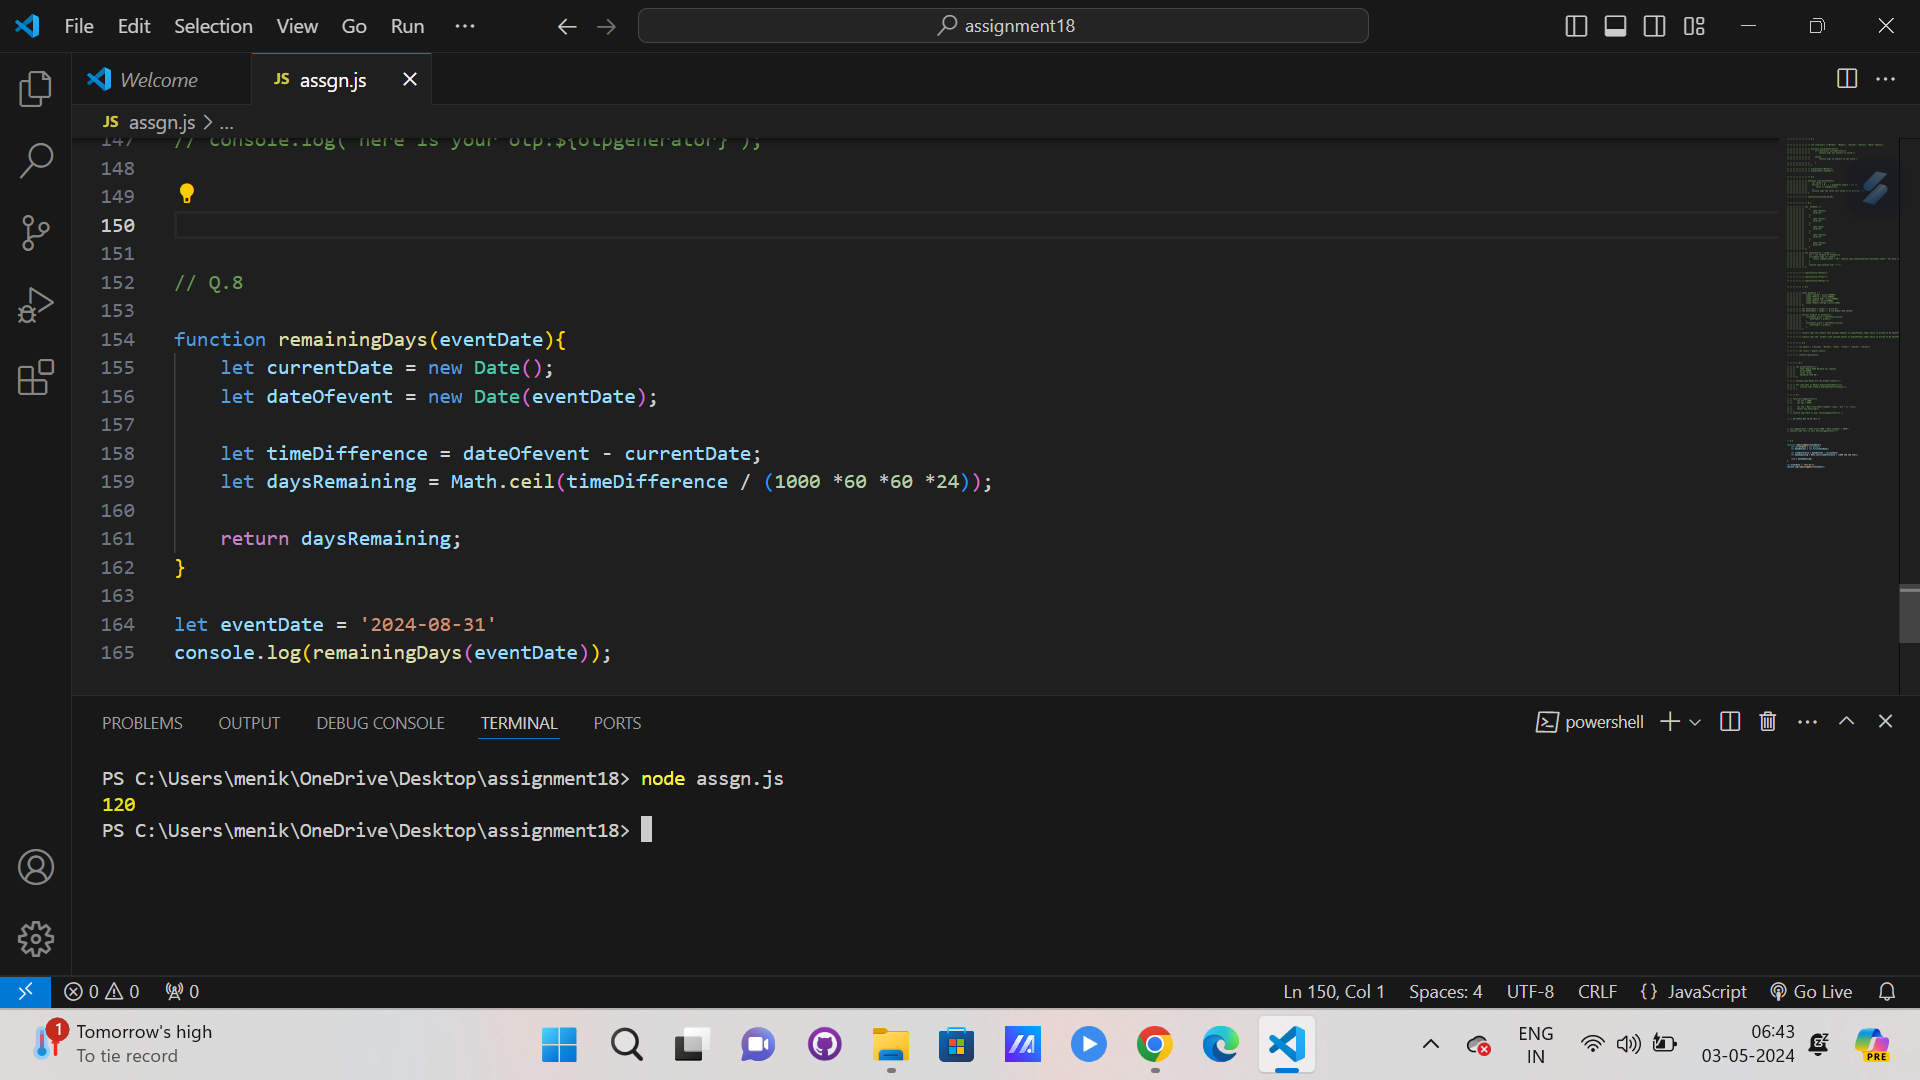 File Edit Selection View Go Run ···
assignment18
Welcome
JS assgn.js
JS assgn.js > ...
147 // console.log(`here is your otp:${otpgenerator}`);
148
149
150
151
152 // Q.8
153
154 function remainingDays(eventDate){
155 let currentDate = new Date();
156 let dateOfevent = new Date(eventDate);
157
158 let timeDifference = dateOfevent - currentDate;
159 let daysRemaining = Math.ceil(timeDifference / (1000 *60 *60 *24));
160
161 return daysRemaining;
162 }
163
164 let eventDate = '2024-08-31'
165 console.log(remainingDays(eventDate));
PROBLEMS OUTPUT DEBUG CONSOLE TERMINAL PORTS
powershell
PS C:\Users\menik\OneDrive\Desktop\assignment18> node assgn.js
120
PS C:\Users\menik\OneDrive\Desktop\assignment18>
0 0 0
Ln 150, Col 1 Spaces: 4 UTF-8 CRLF {} JavaScript Go Live
1
Tomorrow's high
To tie record
ENG
IN
06:43
03-05-2024
PRE